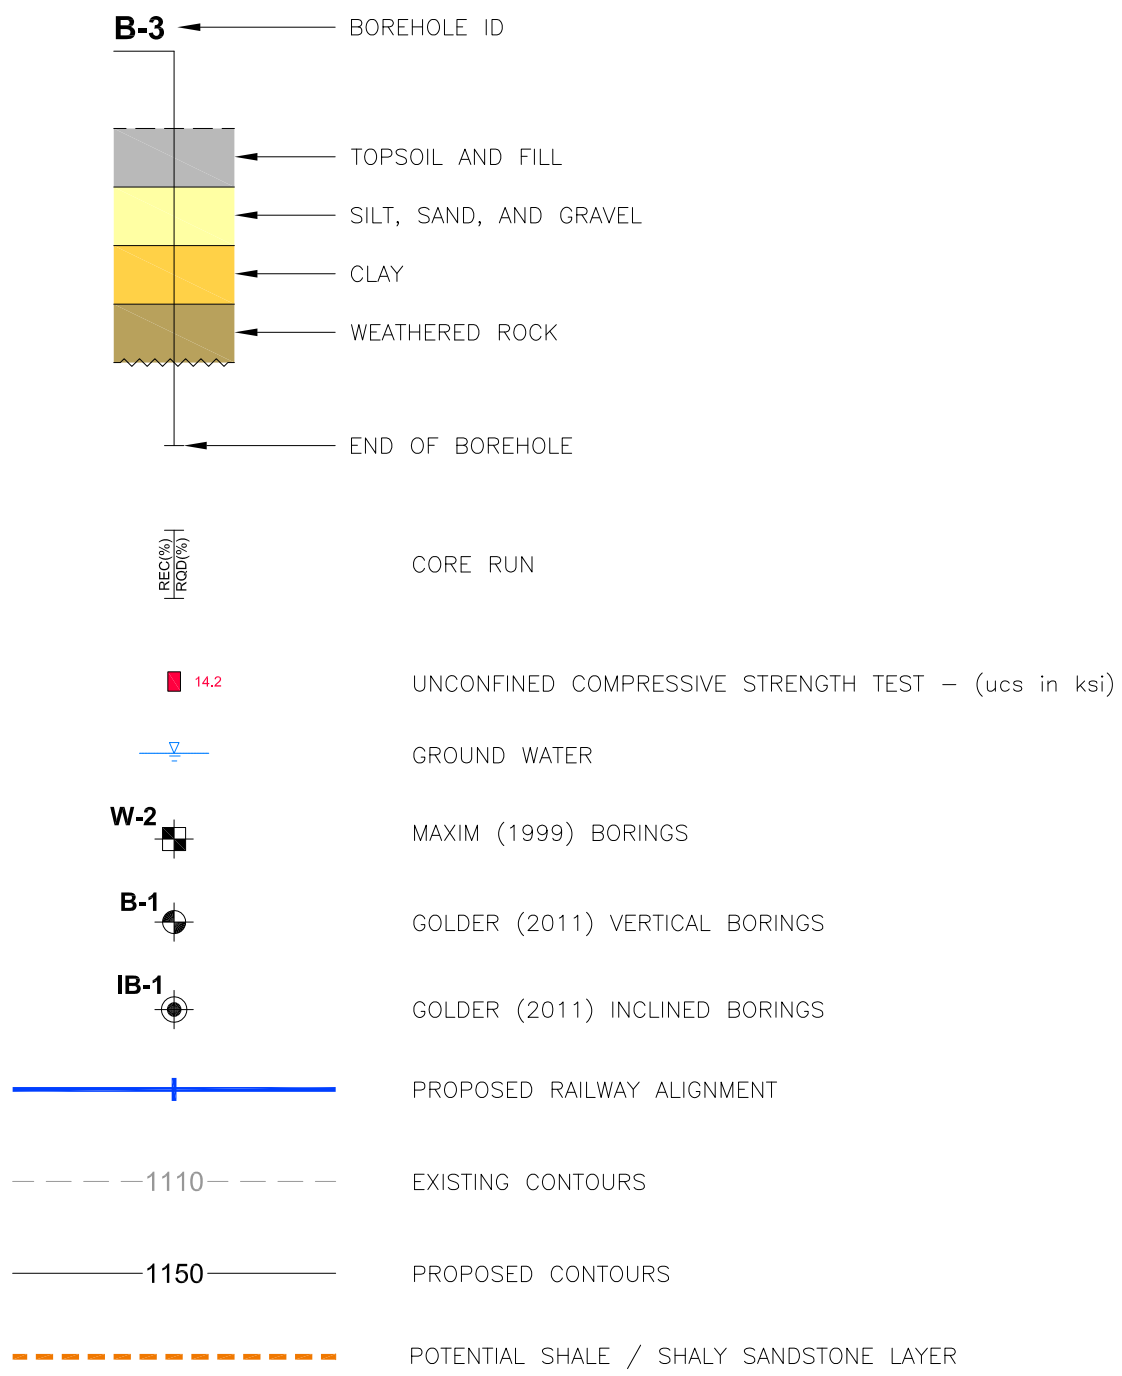 B-3 BOREHOLE ID
TOPSOIL AND FILL
SILT, SAND, AND GRAVEL
CLAY
WEATHERED ROCK
END OF BOREHOLE
REC(%)
RQD(%)
CORE RUN
14.2 UNCONFINED COMPRESSIVE STRENGTH TEST – (ucs in ksi)
GROUND WATER
W-2 MAXIM (1999) BORINGS
B-1 GOLDER (2011) VERTICAL BORINGS
IB-1 GOLDER (2011) INCLINED BORINGS
PROPOSED RAILWAY ALIGNMENT
1110 EXISTING CONTOURS
1150 PROPOSED CONTOURS
POTENTIAL SHALE / SHALY SANDSTONE LAYER